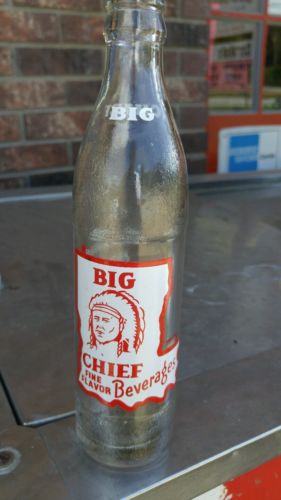 BIG
BIG
CHIEF
FINE
FLAVOR
Beverages